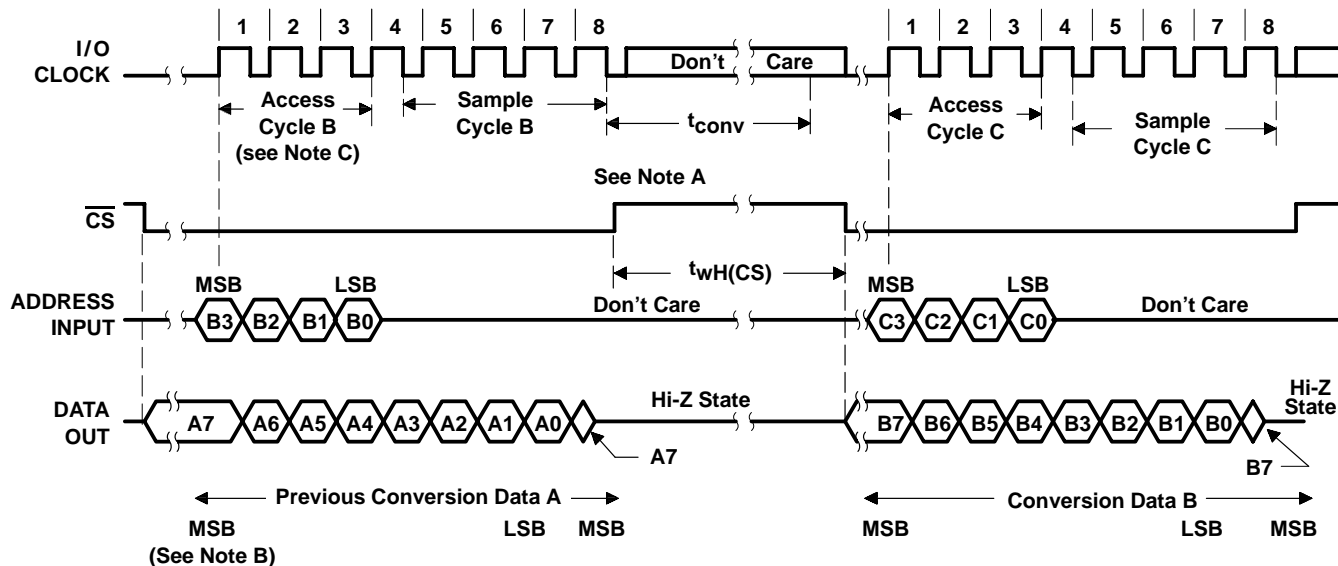 1 2 3 4 5 6 7 8 1 2 3 4 5 6 7 8
I/O
CLOCK
Don't Care
Access
Cycle B
(see Note C)
Sample
Cycle B
tconv
Access
Cycle C
Sample
Cycle C
See Note A
CS
twH(CS)
MSB LSB MSB LSB
ADDRESS
INPUT
B3 B2 B1 B0 Don't Care C3 C2 C1 C0 Don't Care
DATA
OUT
A7 A6 A5 A4 A3 A2 A1 A0 Hi-Z State B7 B6 B5 B4 B3 B2 B1 B0
Hi-Z
State
A7 B7
Previous Conversion Data A Conversion Data B
MSB LSB MSB MSB LSB MSB
(See Note B)